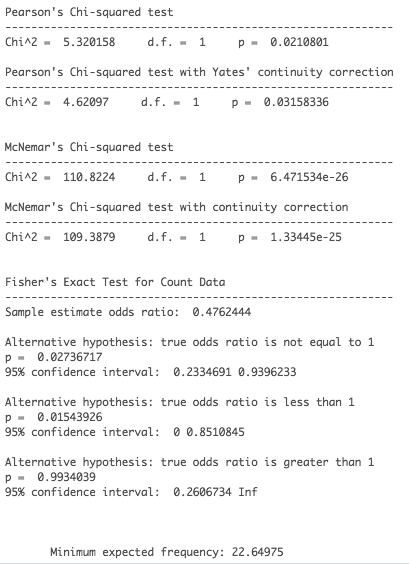 Pearson's Chi-squared test
------------------------------------------------------------
Chi^2 = 5.320158 d.f. = 1 p = 0.0210801
Pearson's Chi-squared test with Yates' continuity correction
------------------------------------------------------------
Chi^2 = 4.62097 d.f. = 1 p = 0.03158336
McNemar's Chi-squared test
------------------------------------------------------------
Chi^2 = 110.8224 d.f. = 1 p = 6.471534e-26
McNemar's Chi-squared test with continuity correction
------------------------------------------------------------
Chi^2 = 109.3879 d.f. = 1 p = 1.33445e-25
Fisher's Exact Test for Count Data
------------------------------------------------------------
Sample estimate odds ratio: 0.4762444
Alternative hypothesis: true odds ratio is not equal to 1
p = 0.02736717
95% confidence interval: 0.2334691 0.9396233
Alternative hypothesis: true odds ratio is less than 1
p = 0.01543926
95% confidence interval: 0 0.8510845
Alternative hypothesis: true odds ratio is greater than 1
p = 0.9934039
95% confidence interval: 0.2606734 Inf
Minimum expected frequency: 22.64975